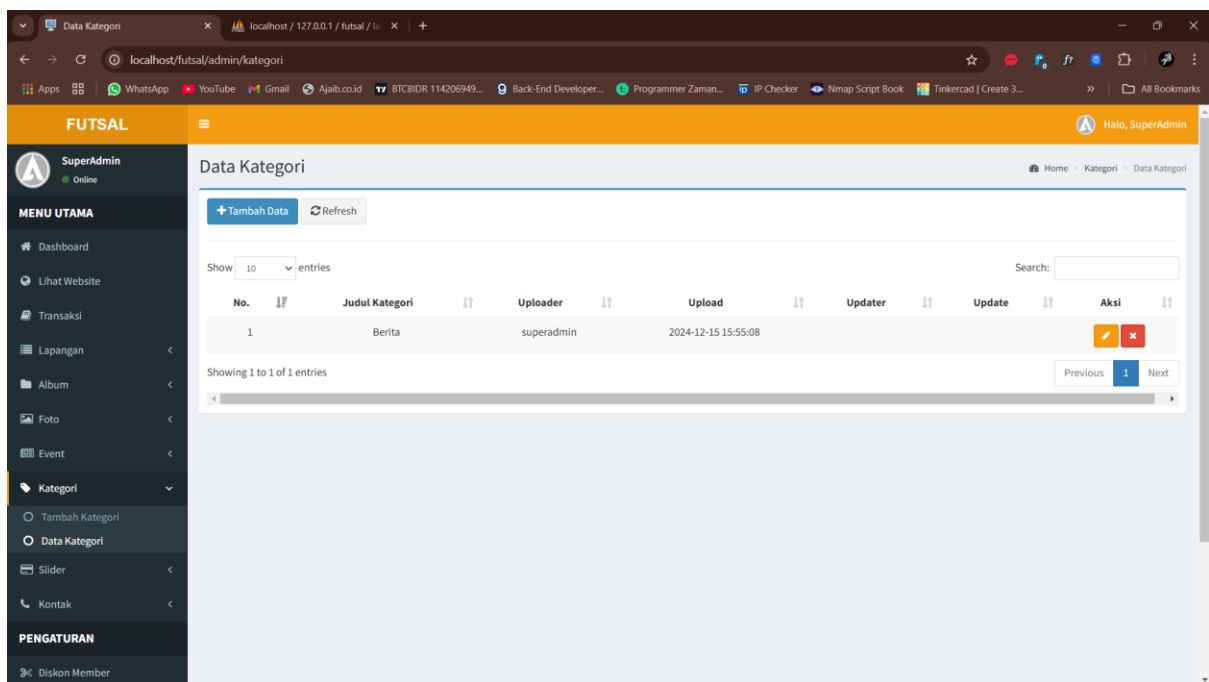 Data Kategori
localhost / 127.0.0.1 / futsal / la
localhost/futsal/admin/kategori
Apps WhatsApp YouTube Gmail Ajaib.co.id BTCBIDR 114206949... Back-End Developer... Programmer Zaman... IP Checker Nmap Script Book Tinkercad | Create 3... » All Bookmarks
FUTSAL
Halo, SuperAdmin
SuperAdmin
Online
Data Kategori
Home > Kategori > Data Kategori
MENU UTAMA
Dashboard
Lihat Website
Transaksi
Lapangan
Album
Foto
Event
Kategori
Tambah Kategori
Data Kategori
Slider
Kontak
PENGATURAN
Diskon Member
Tambah Data Refresh
Show 10 entries
Search:
No. Judul Kategori Uploader Upload Updater Update Aksi
1 Berita superadmin 2024-12-15 15:55:08
Showing 1 to 1 of 1 entries
Previous 1 Next